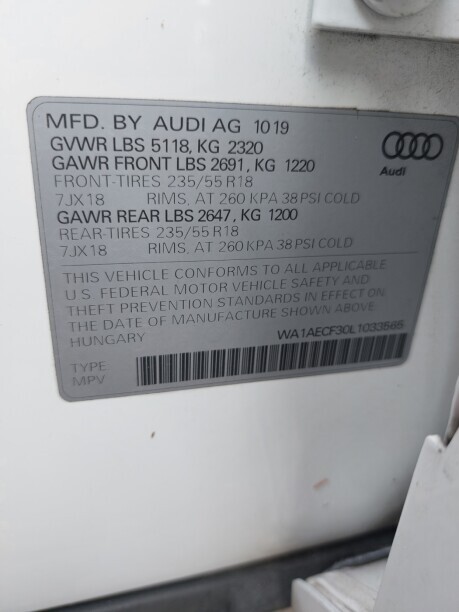 MFD. BY AUDI AG 10 19
GVWR LBS 5118, KG 2320
GAWR FRONT LBS 2691, KG 1220
FRONT-TIRES 235/55 R18
7JX18 RIMS, AT 260 KPA 38 PSI COLD
GAWR REAR LBS 2647, KG 1200
REAR-TIRES 235/55 R18
7JX18 RIMS, AT 260 KPA 38 PSI COLD
Audi
THIS VEHICLE CONFORMS TO ALL APPLICABLE
U.S. FEDERAL MOTOR VEHICLE SAFETY AND
THEFT PREVENTION STANDARDS IN EFFECT ON
THE DATE OF MANUFACTURE SHOWN ABOVE.
HUNGARY WA1AECF30L1033565
TYPE
MPV